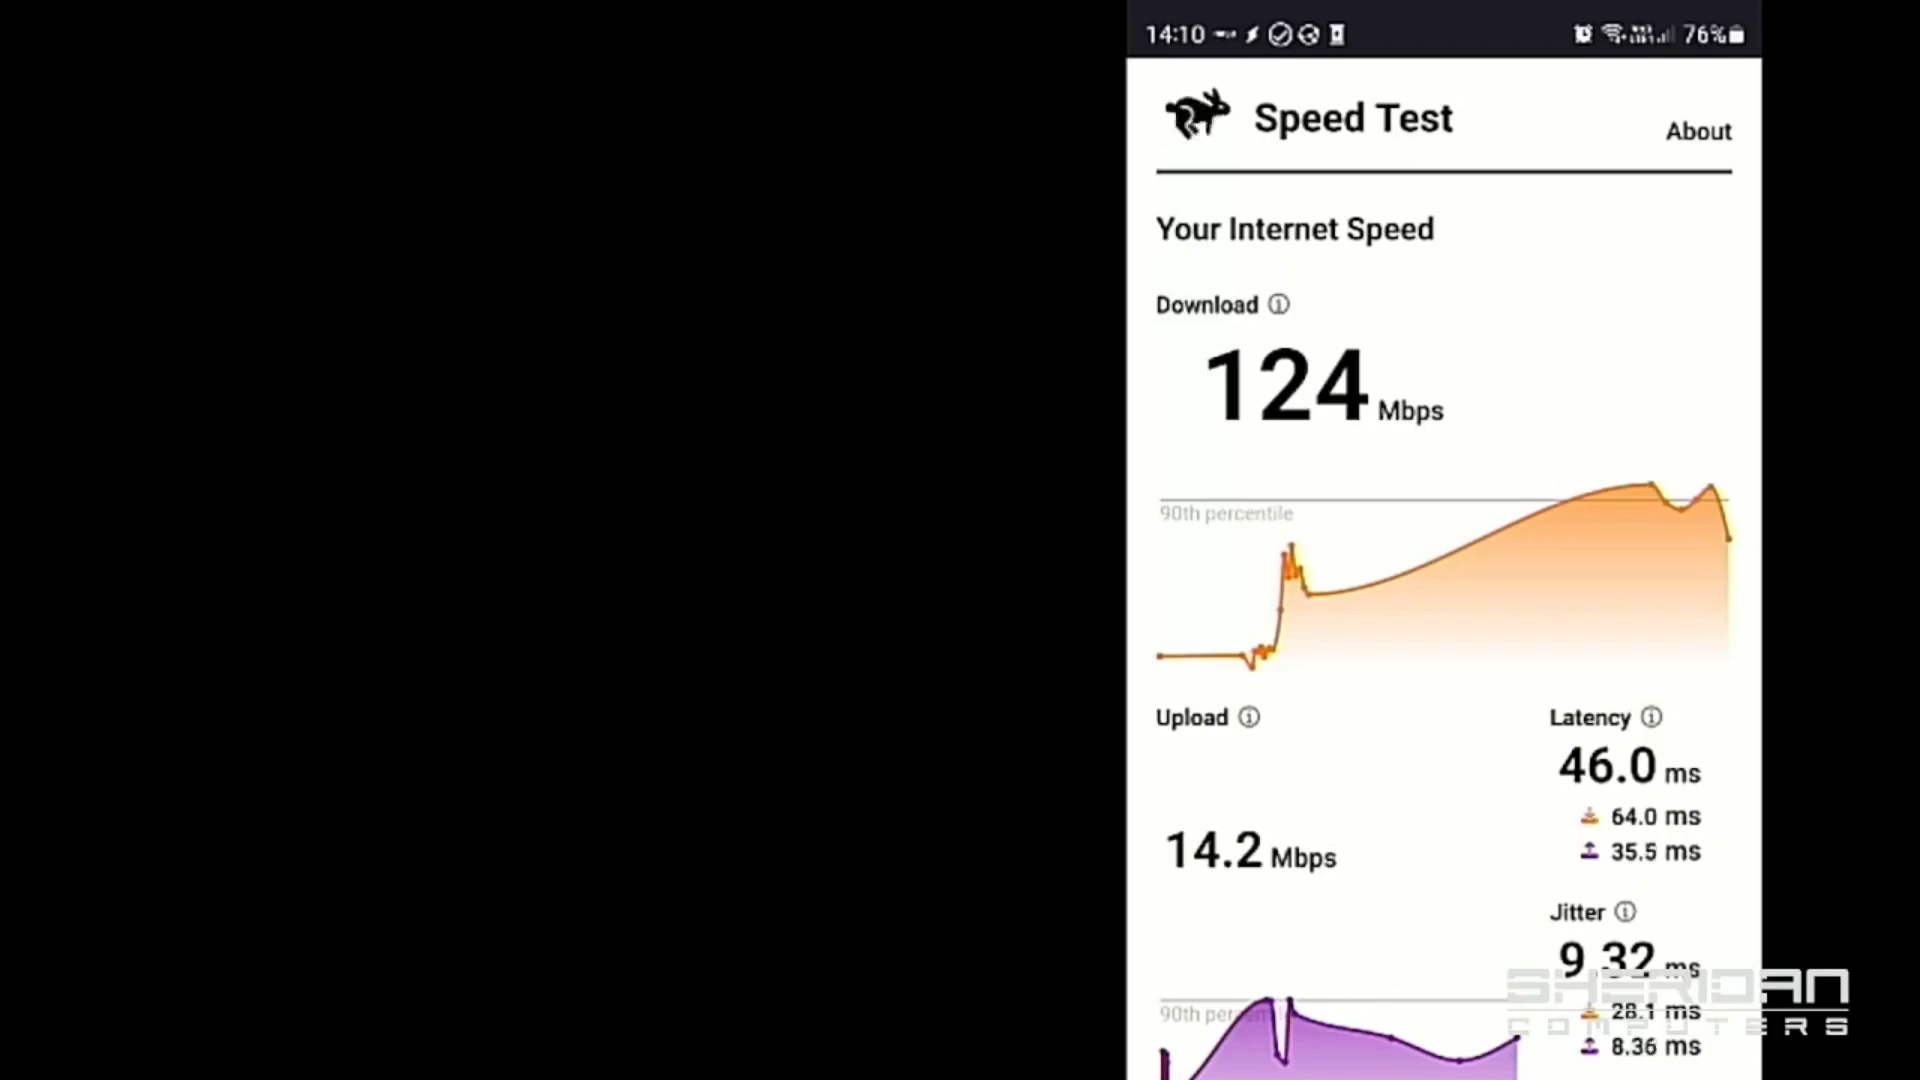 14:10
76%
Speed Test
About
Your Internet Speed
Download
124 Mbps
90th percentile
Upload
14.2 Mbps
Latency
46.0 ms
64.0 ms
35.5 ms
Jitter
9.32 ms
90th percentile
28.1 ms
8.36 ms
SHERIDAN
COMPUTERS